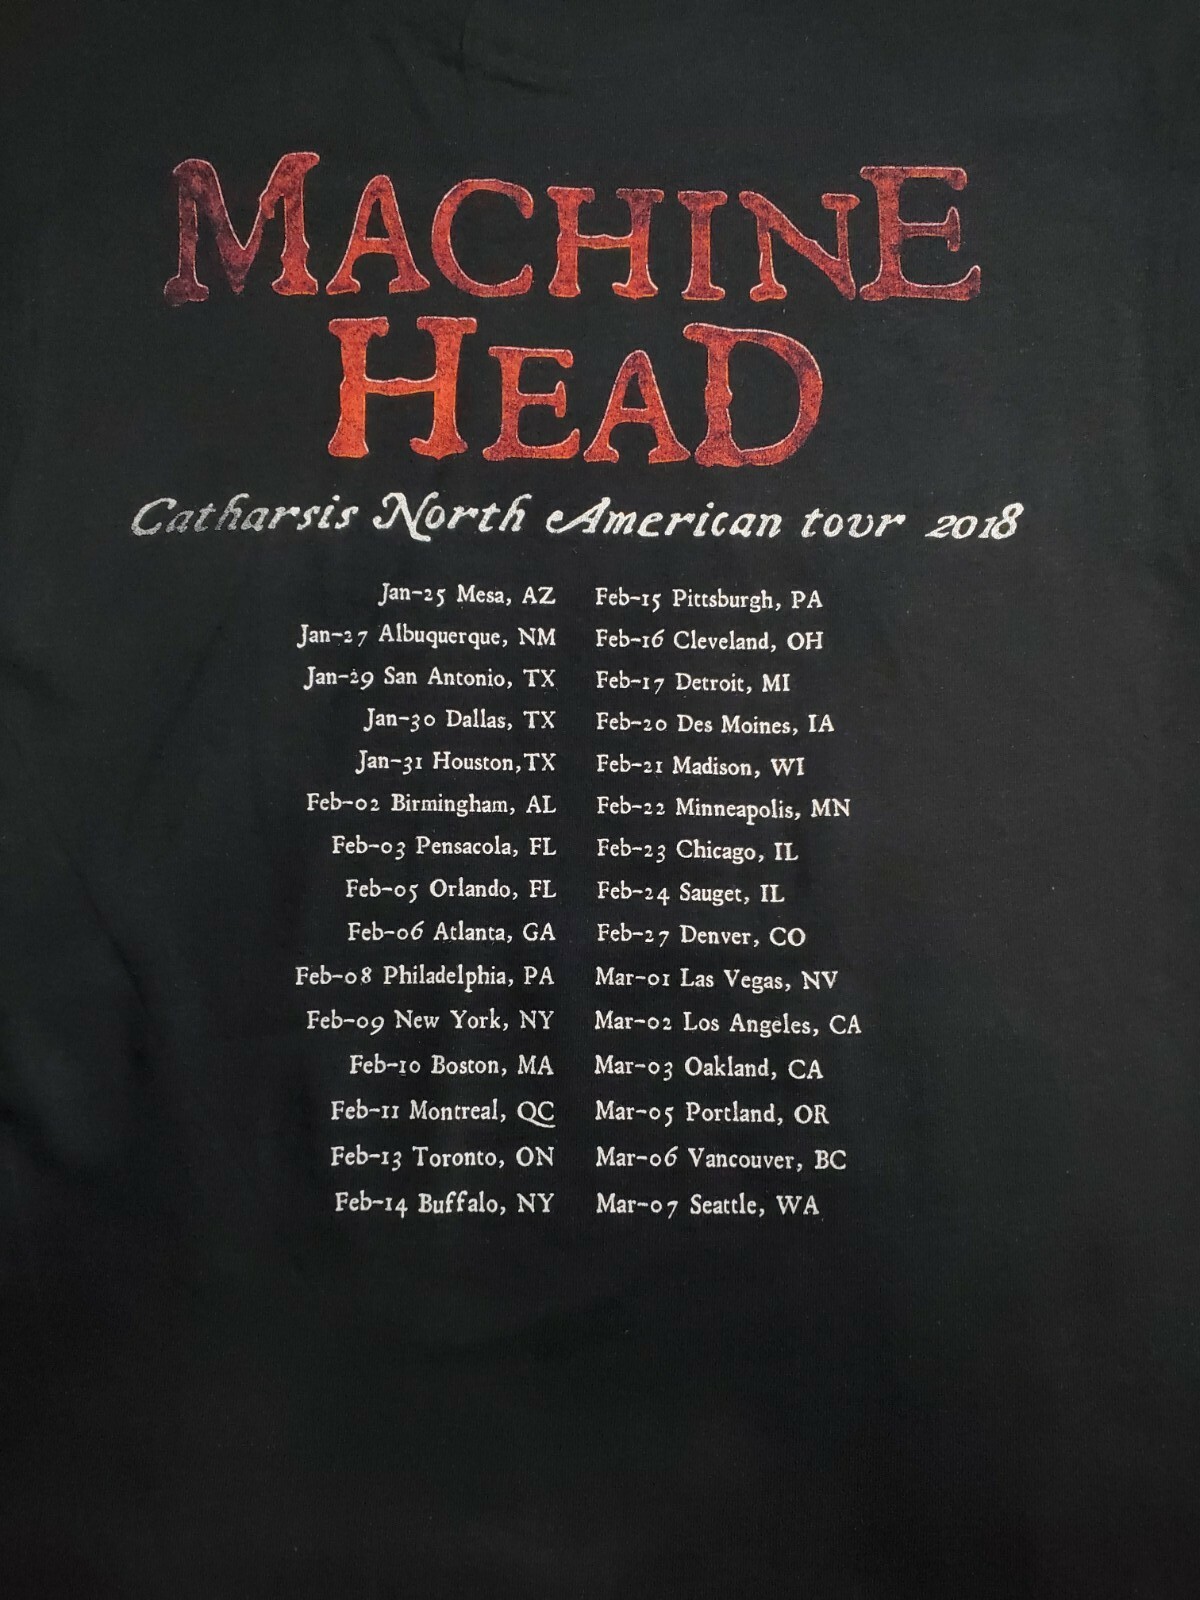 MACHINE
HEAD
Catharsis North American tour 2018
Jan-25 Mesa, AZ
Jan-27 Albuquerque, NM
Jan-29 San Antonio, TX
Jan-30 Dallas, TX
Jan-31 Houston,TX
Feb-02 Birmingham, AL
Feb-03 Pensacola, FL
Feb-05 Orlando, FL
Feb-06 Atlanta, GA
Feb-08 Philadelphia, PA
Feb-09 New York, NY
Feb-10 Boston, MA
Feb-11 Montreal, QC
Feb-13 Toronto, ON
Feb-14 Buffalo, NY
Feb-15 Pittsburgh, PA
Feb-16 Cleveland, OH
Feb-17 Detroit, MI
Feb-20 Des Moines, IA
Feb-21 Madison, WI
Feb-22 Minneapolis, MN
Feb-23 Chicago, IL
Feb-24 Sauget, IL
Feb-27 Denver, CO
Mar-01 Las Vegas, NV
Mar-02 Los Angeles, CA
Mar-03 Oakland, CA
Mar-05 Portland, OR
Mar-06 Vancouver, BC
Mar-07 Seattle, WA